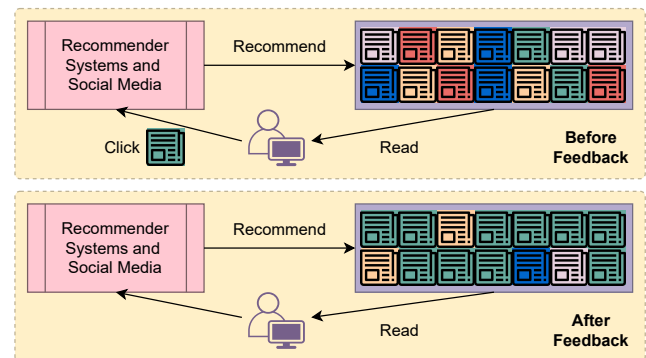 Recommender
Systems and
Social Media
Recommend
Click
Read
Before
Feedback
Recommender
Systems and
Social Media
Recommend
Read
After
Feedback